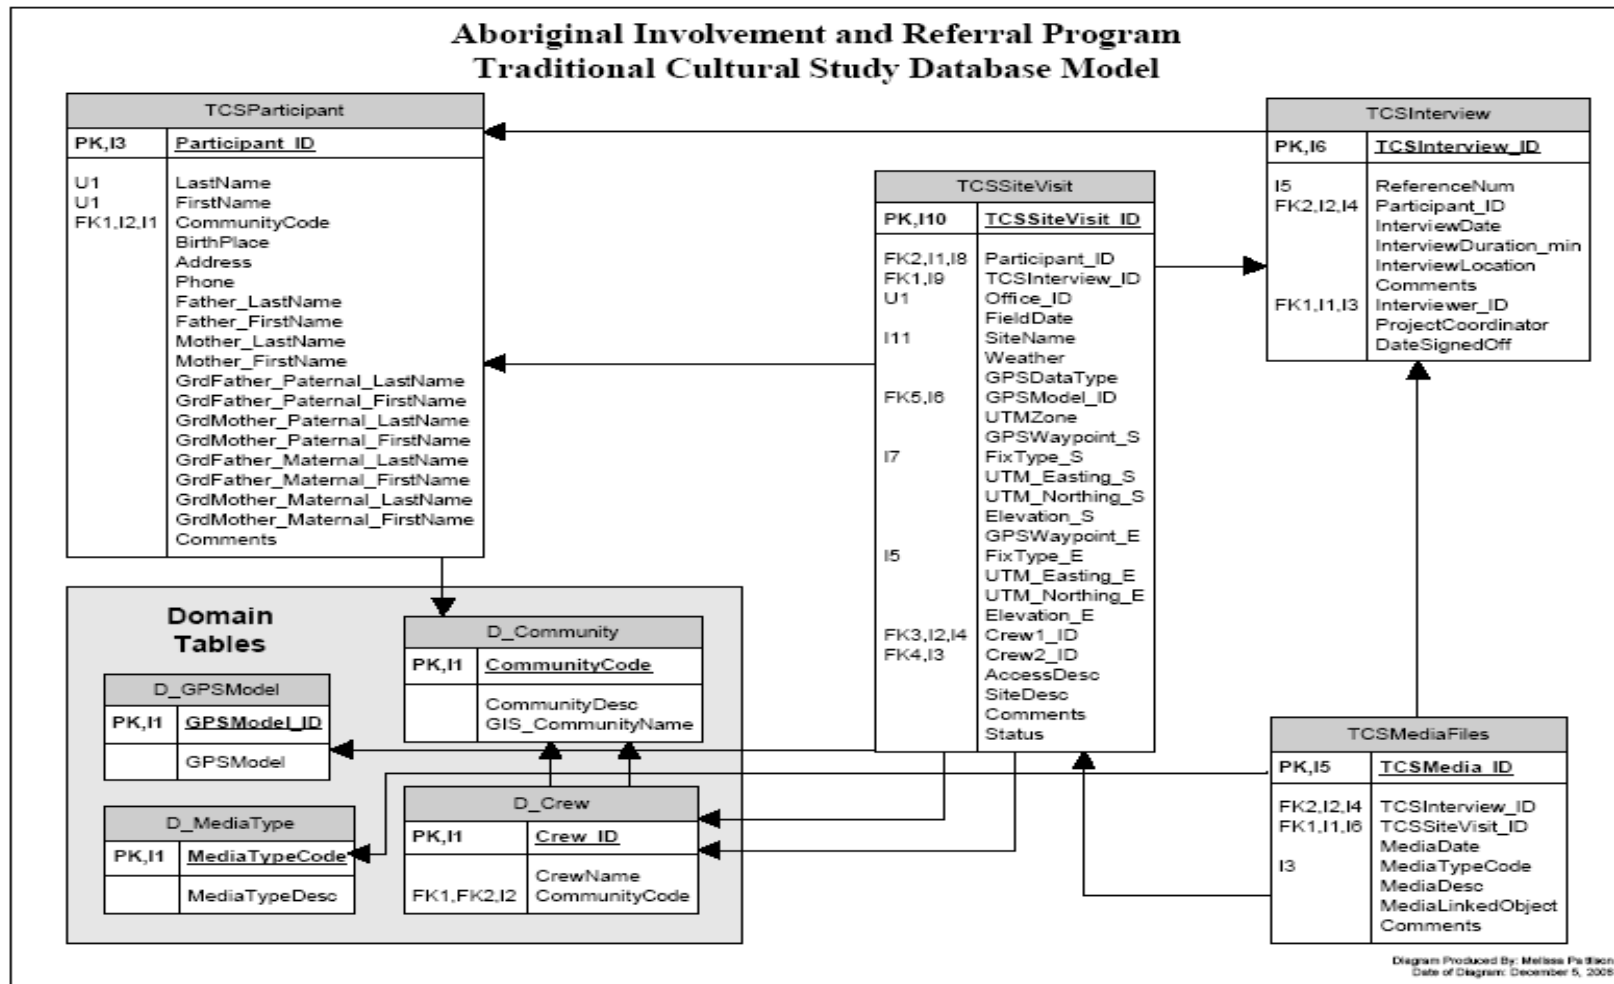 Aboriginal Involvement and Referral Program
Traditional Cultural Study Database Model
TCSParticipant
PK,I3 Participant_ID
U1 LastName
U1 FirstName
FK1,I2,I1 CommunityCode
BirthPlace
Address
Phone
Father_LastName
Father_FirstName
Mother_LastName
Mother_FirstName
GrdFather_Paternal_LastName
GrdFather_Paternal_FirstName
GrdMother_Paternal_LastName
GrdMother_Paternal_FirstName
GrdFather_Maternal_LastName
GrdFather_Maternal_FirstName
GrdMother_Maternal_LastName
GrdMother_Maternal_FirstName
Comments
TCSSiteVisit
PK,I10 TCSSiteVisit_ID
FK2,I1,I8 Participant_ID
FK1,I9 TCSInterview_ID
U1 Office_ID
FieldDate
I11 SiteName
Weather
GPSDataType
FK5,I6 GPSModel_ID
UTMZone
GPSWaypoint_S
I7 FixType_S
UTM_Easting_S
UTM_Northing_S
Elevation_S
GPSWaypoint_E
I5 FixType_E
UTM_Easting_E
UTM_Northing_E
Elevation_E
FK3,I2,I4 Crew1_ID
FK4,I3 Crew2_ID
AccessDesc
SiteDesc
Comments
Status
TCSInterview
PK,I6 TCSInterview_ID
I5 ReferenceNum
FK2,I2,I4 Participant_ID
InterviewDate
InterviewDuration_min
InterviewLocation
Comments
FK1,I1,I3 Interviewer_ID
ProjectCoordinator
DateSignedOff
Domain
Tables
D_Community
PK,I1 CommunityCode
CommunityDesc
GIS_CommunityName
D_GPSModel
PK,I1 GPSModel_ID
GPSModel
D_MediaType
PK,I1 MediaTypeCode
MediaTypeDesc
D_Crew
PK,I1 Crew_ID
CrewName
FK1,FK2,I2 CommunityCode
TCSMediaFiles
PK,I5 TCSMedia_ID
FK2,I2,I4 TCSInterview_ID
FK1,I1,I6 TCSSiteVisit_ID
MediaDate
I3 MediaTypeCode
MediaDesc
MediaLinkedObject
Comments
Diagram Produced By: Melissa Pattison
Date of Diagram: December 5,